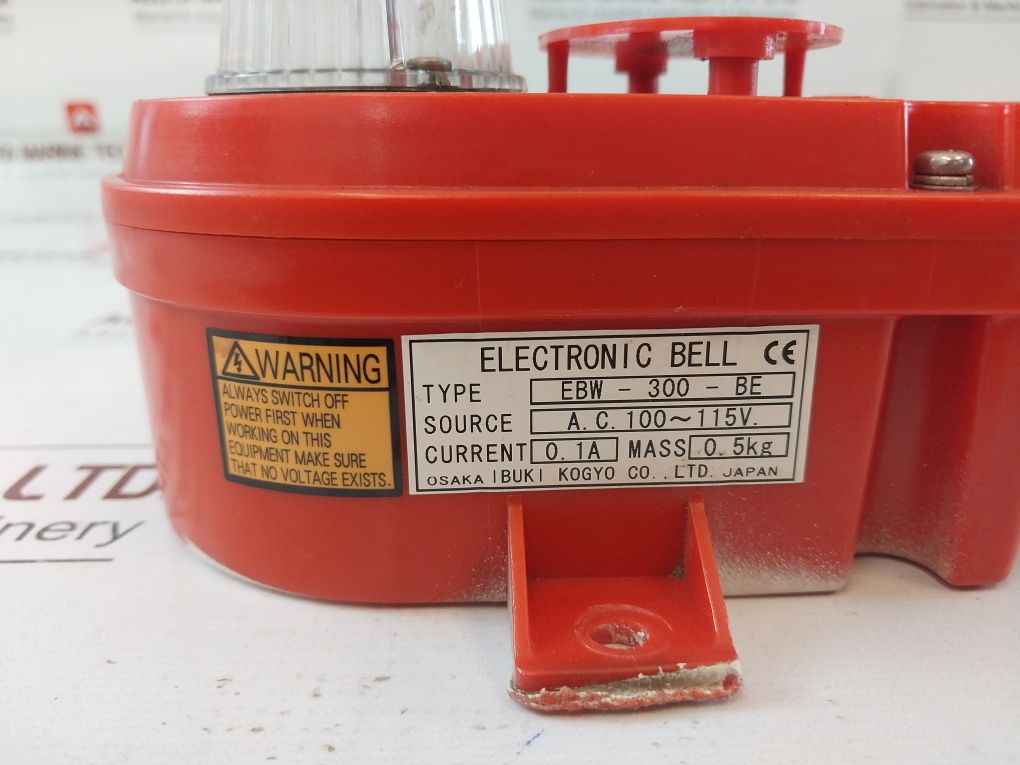 WARNING
ALWAYS SWITCH OFF
POWER FIRST WHEN
WORKING ON THIS
EQUIPMENT MAKE SURE
THAT NO VOLTAGE EXISTS.
ELECTRONIC BELL CE
TYPE EBW - 300 - BE
SOURCE A.C. 100~115V.
CURRENT 0.1A MASS 0.5kg
OSAKA IBUKI KOGYO CO., LTD. JAPAN
LTD